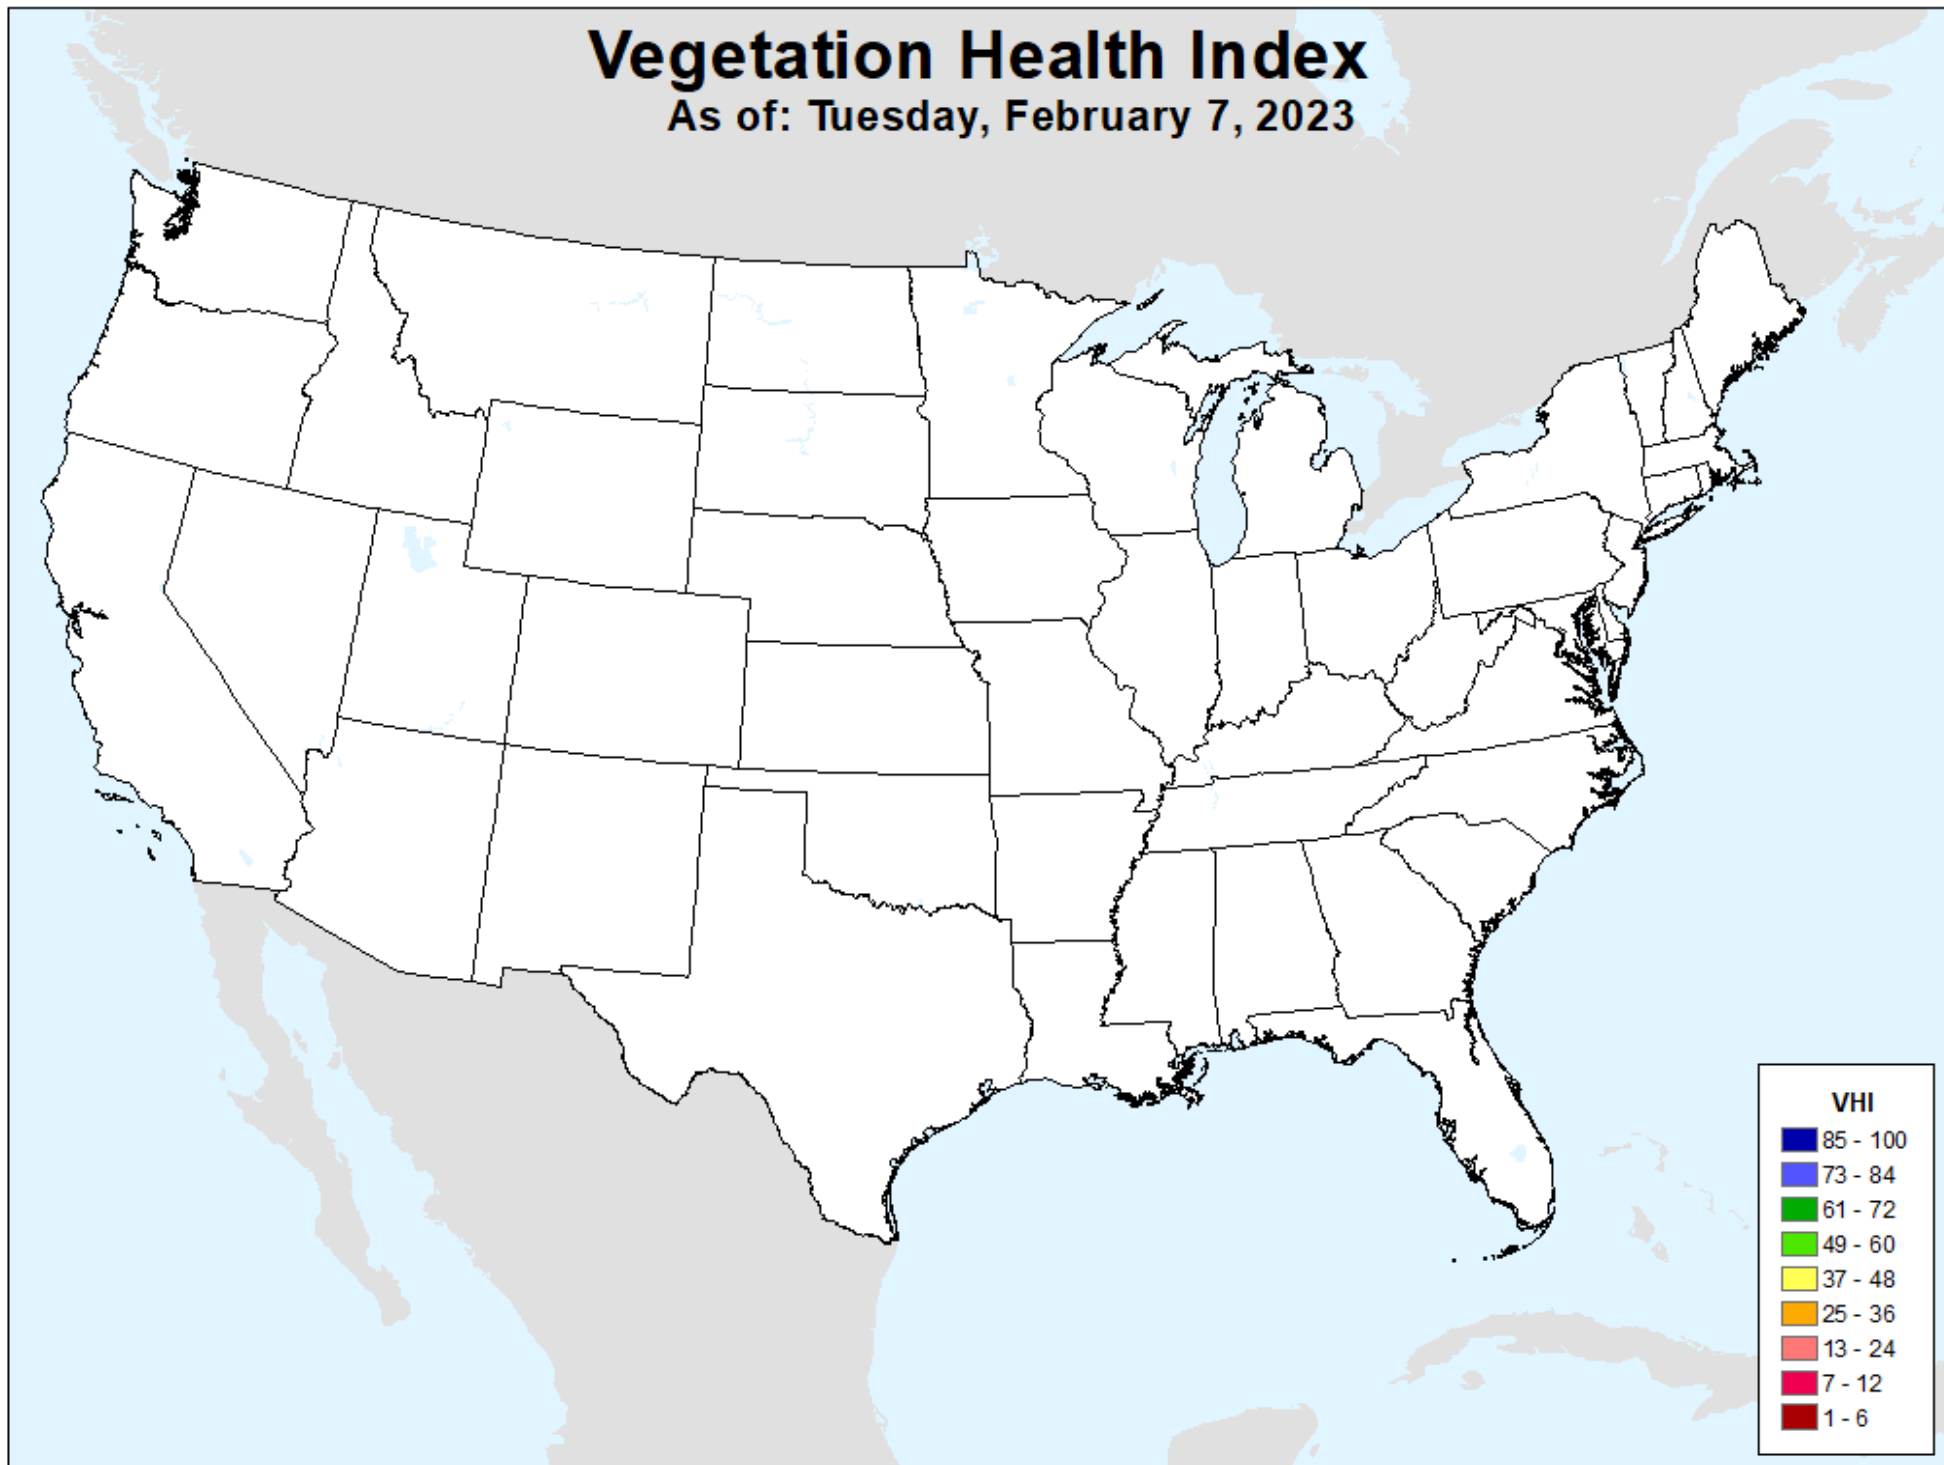 Vegetation Health Index
As of: Tuesday, February 7, 2023
VHI
85 - 100
73 - 84
61 - 72
49 - 60
37 - 48
25 - 36
13 - 24
7 - 12
1 - 6